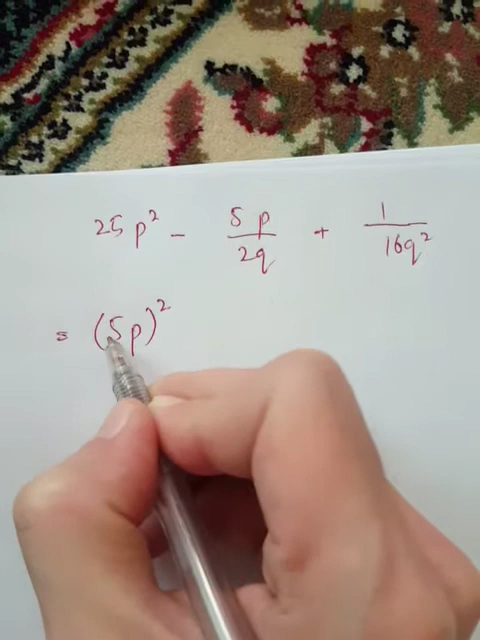 25p² - 5p/2q + 1/16q²
= (5p)²